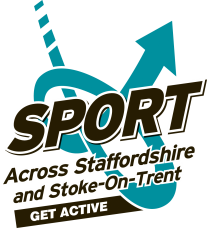 SPORT
Across Staffordshire
and Stoke-On-Trent
GET ACTIVE